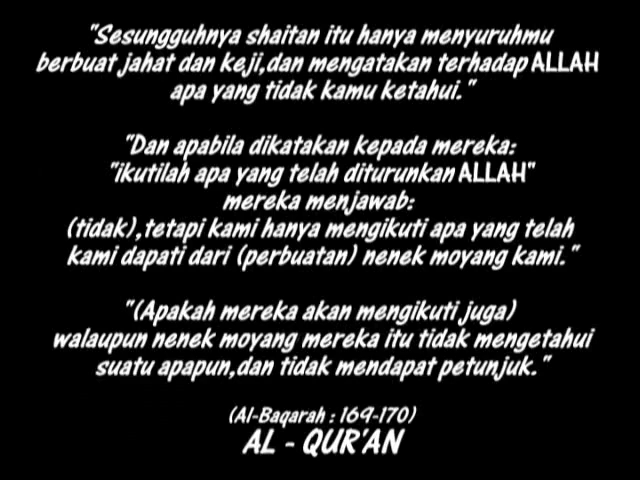 "Sesungguhnya shaitan itu hanya menyuruhmu
berbuat jahat dan keji,dan mengatakan terhadap ALLAH
apa yang tidak kamu ketahui."
"Dan apabila dikatakan kepada mereka:
"ikutilah apa yang telah diturunkan ALLAH"
mereka menjawab:
(tidak),tetapi kami hanya mengikuti apa yang telah
kami dapati dari (perbuatan) nenek moyang kami."
"(Apakah mereka akan mengikuti juga)
walaupun nenek moyang mereka itu tidak mengetahui
suatu apapun,dan tidak mendapat petunjuk."
(Al-Baqarah : 169-170)
AL - QUR'AN